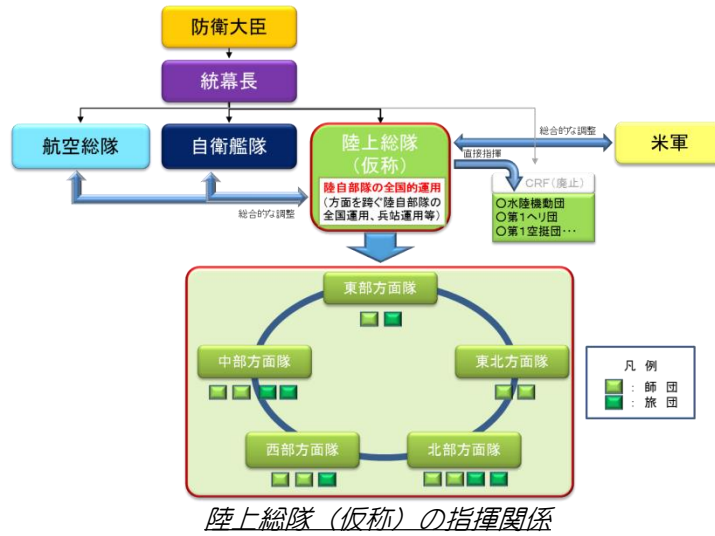 防衛大臣
統幕長
航空総隊
自衛艦隊
陸上総隊
（仮称）
陸自部隊の全国的運用
（方面を跨ぐ陸自部隊の
全国運用、兵站運用等）
総合的な調整
米軍
直接指揮
CRF（廃止）
〇水陸機動団
〇第1ヘリ団
〇第1空挺団･･･
総合的な調整
東部方面隊
中部方面隊
東北方面隊
西部方面隊
北部方面隊
凡 例
：師 団
：旅 団
陸上総隊（仮称）の指揮関係